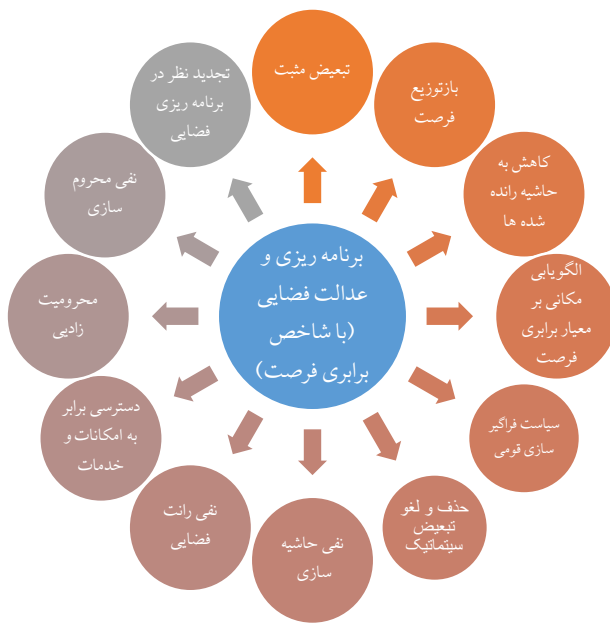 تبعیض مثبت
بازتوزیع
فرصت
کاهش به
حاشیه رانده
شده ها
الگویابی
مکانی بر
معیار برابری
فرصت
سیاست فراگیر
سازی قومی
حذف و لغو
تبعیض
سیتماتیک
نفی حاشیه
سازی
نفی رانت
فضایی
دسترسی برابر
به امکانات و
خدمات
محرومیت
زادیی
نفی محروم
سازی
تجدید نظر در
برنامه ریزی
فضایی
برنامه ریزی و
عدالت فضایی
(با شاخص
برابری فرصت)